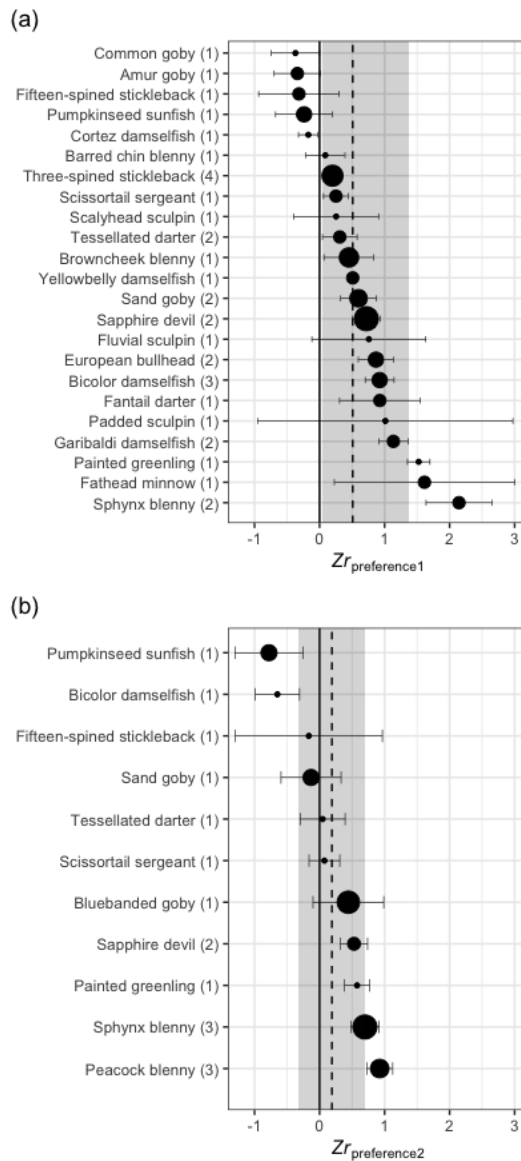 (a)
Common goby (1)
Amur goby (1)
Fifteen-spined stickleback (1)
Pumpkinseed sunfish (1)
Cortez damselfish (1)
Barred chin blenny (1)
Three-spined stickleback (4)
Scissortail sergeant (1)
Scalyhead sculpin (1)
Tessellated darter (2)
Browncheek blenny (1)
Yellowbelly damselfish (1)
Sand goby (2)
Sapphire devil (2)
Fluvial sculpin (1)
European bullhead (2)
Bicolor damselfish (3)
Fantail darter (1)
Padded sculpin (1)
Garibaldi damselfish (2)
Painted greenling (1)
Fathead minnow (1)
Sphynx blenny (2)
-1 0 1 2 3
Zr preference1
(b)
Pumpkinseed sunfish (1)
Bicolor damselfish (1)
Fifteen-spined stickleback (1)
Sand goby (1)
Tessellated darter (1)
Scissortail sergeant (1)
Bluebanded goby (1)
Sapphire devil (2)
Painted greenling (1)
Sphynx blenny (3)
Peacock blenny (3)
-1 0 1 2 3
Zr preference2